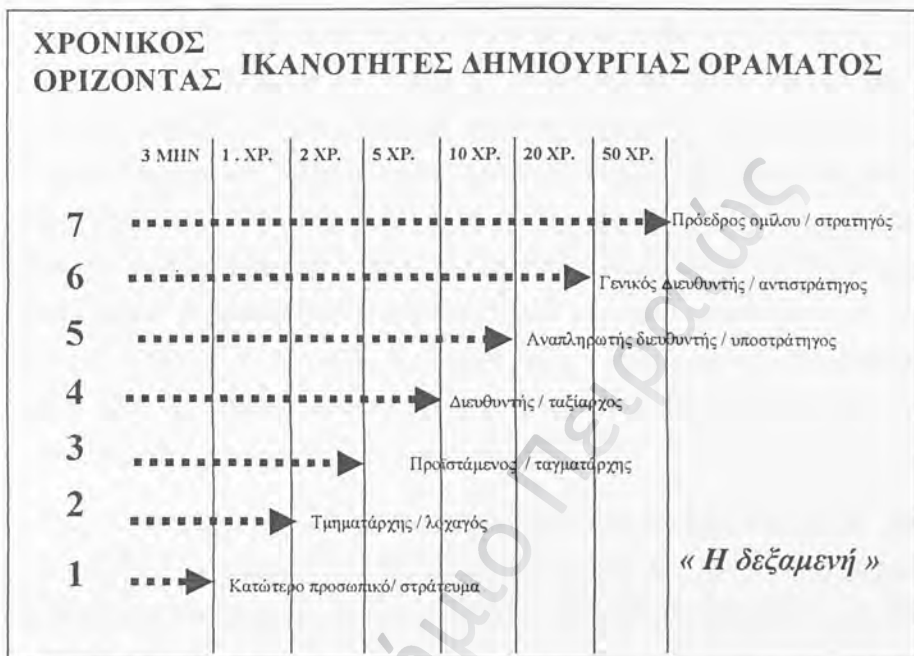 ΧΡΟΝΙΚΟΣ
ΟΡΙΖΟΝΤΑΣ
ΙΚΑΝΟΤΗΤΕΣ ΔΗΜΙΟΥΡΓΙΑΣ ΟΡΑΜΑΤΟΣ
3 ΜΗΝ 1 . ΧΡ. 2 ΧΡ. 5 ΧΡ. 10 ΧΡ. 20 ΧΡ. 50 ΧΡ.
7 Πρόεδρος ομίλου / στρατηγός
6 Γενικός Διευθυντής / αντιστράτηγος
5 Αναπληρωτής διευθυντής / υποστράτηγος
4 Διευθυντής / ταξίαρχος
3 Προϊστάμενος / ταγματάρχης
2 Τμηματάρχης / λοχαγός
1 Κατώτερο προσωπικό/ στράτευμα
« Η δεξαμενή »
Πειραιώς